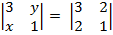 |3 y| = |3 2|
|x 1|   |2 1|